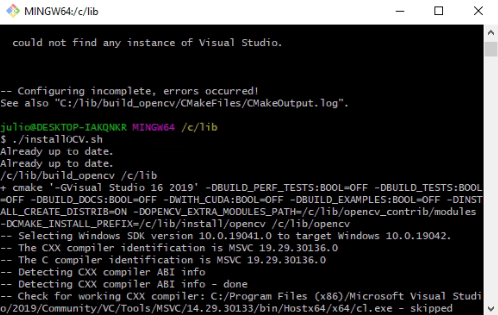 MINGW64:/c/lib
could not find any instance of Visual Studio.
-- Configuring incomplete, errors occurred!
See also "C:/lib/build_opencv/CMakeFiles/CMakeOutput.log".
julio@DESKTOP-IAKQNKR MINGW64 /c/lib
$ ./installOCV.sh
Already up to date.
Already up to date.
/c/lib/build_opencv /c/lib
+ cmake '-GVisual Studio 16 2019' -DBUILD_PERF_TESTS:BOOL=OFF -DBUILD_TESTS:BOOL
=OFF -DBUILD_DOCS:BOOL=OFF -DWITH_CUDA:BOOL=OFF -DBUILD_EXAMPLES:BOOL=OFF -DINST
ALL_CREATE_DISTRIB=ON -DOPENCV_EXTRA_MODULES_PATH=/c/lib/opencv_contrib/modules
-DCMAKE_INSTALL_PREFIX=/c/lib/install/opencv /c/lib/opencv
-- Selecting Windows SDK version 10.0.19041.0 to target Windows 10.0.19042.
-- The CXX compiler identification is MSVC 19.29.30136.0
-- The C compiler identification is MSVC 19.29.30136.0
-- Detecting CXX compiler ABI info
-- Detecting CXX compiler ABI info - done
-- Check for working CXX compiler: C:/Program Files (x86)/Microsoft Visual Studi
o/2019/Community/VC/Tools/MSVC/14.29.30133/bin/Hostx64/x64/cl.exe - skipped